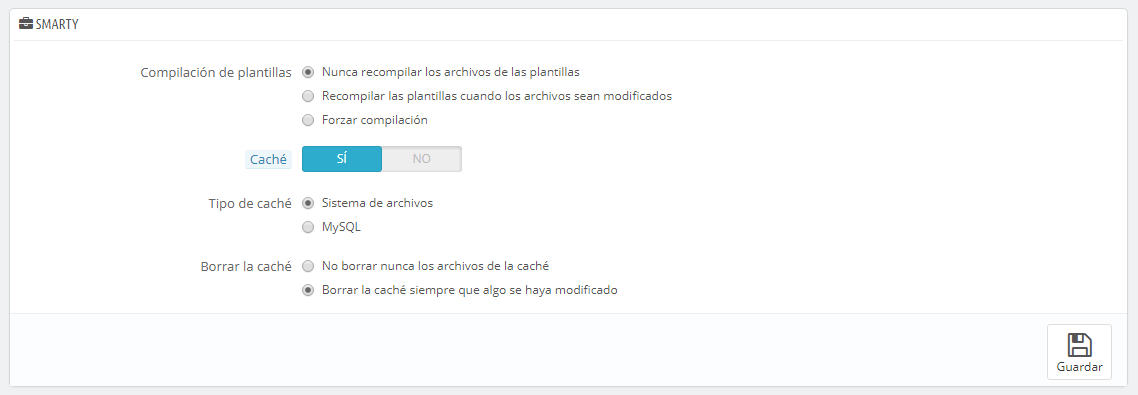 SMARTY
Compilación de plantillas
Nunca recompilar los archivos de las plantillas
Recompilar las plantillas cuando los archivos sean modificados
Forzar compilación
Caché
SÍ
NO
Tipo de caché
Sistema de archivos
MySQL
Borrar la caché
No borrar nunca los archivos de la caché
Borrar la caché siempre que algo se haya modificado
Guardar